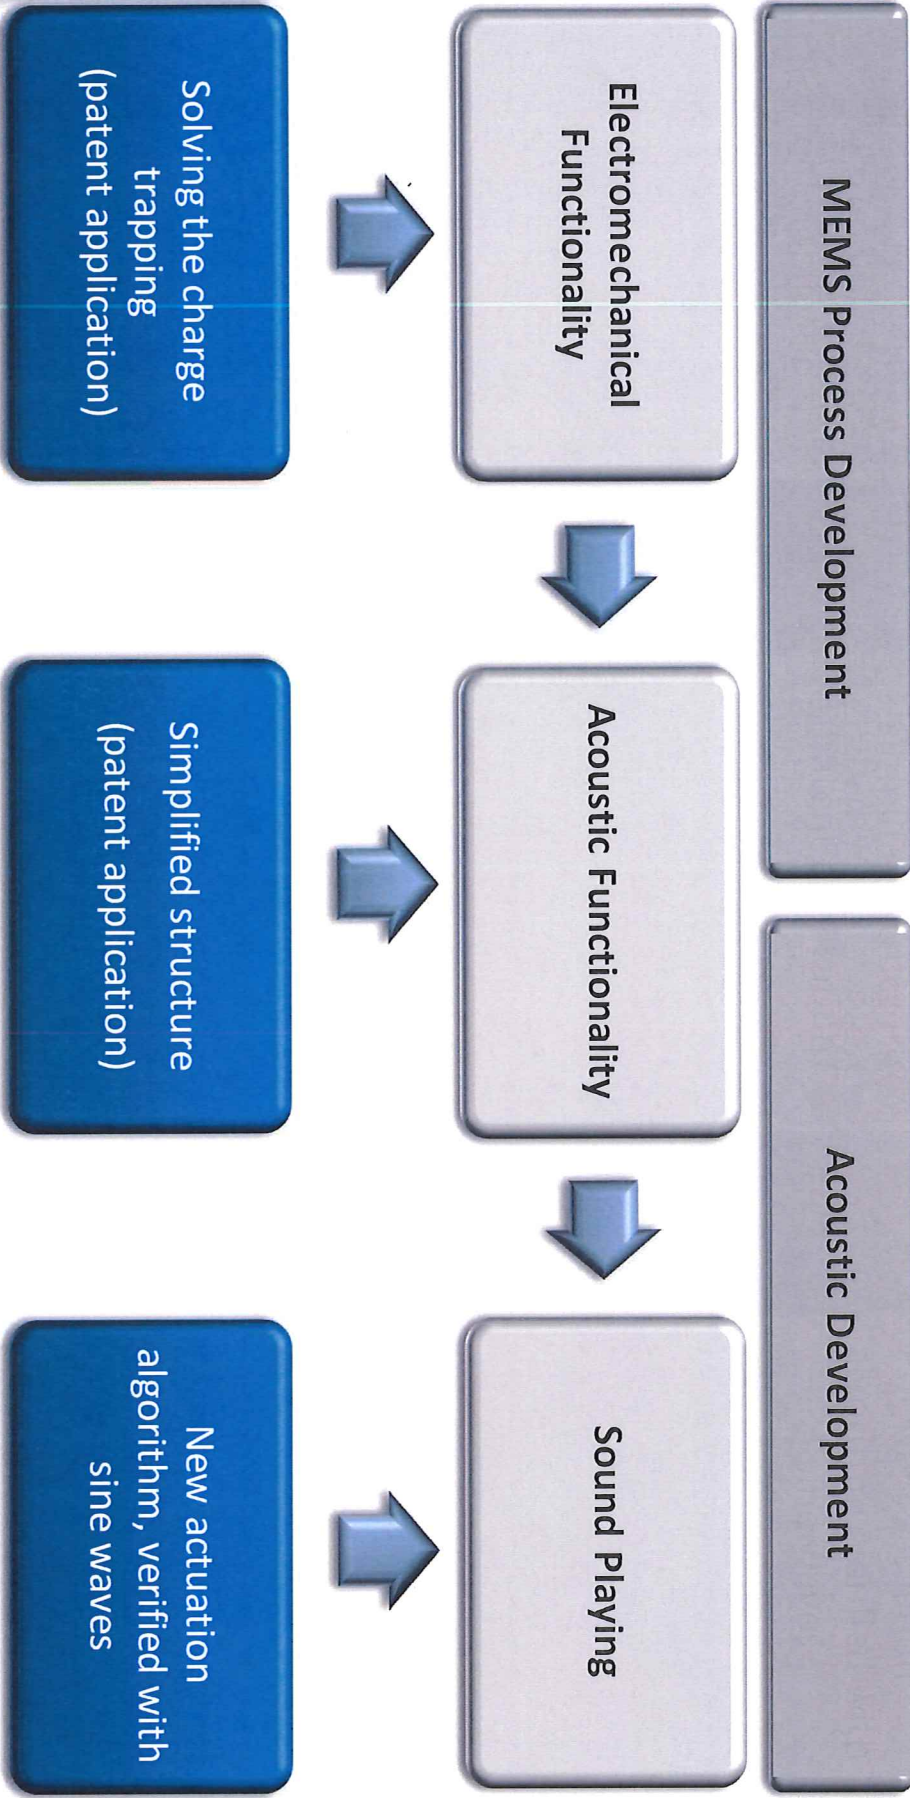 MEMS Process Development
Acoustic Development
Electromechanical
Functionality
Acoustic Functionality
Sound Playing
Solving the charge
trapping
(patent application)
Simplified structure
(patent application)
New actuation
algorithm, verified with
sine waves